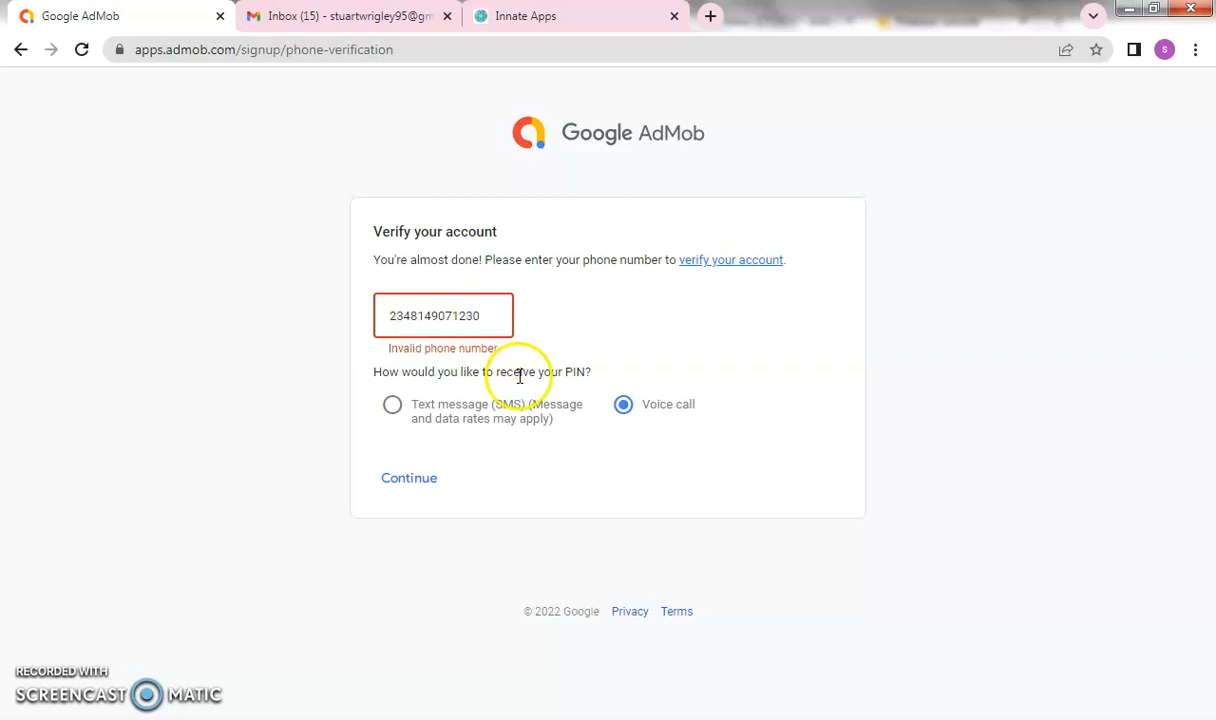 Google AdMob
Inbox (15) - stuartwrigley95@gm
Innate Apps
apps.admob.com/signup/phone-verification
S
Google AdMob
Verify your account
You're almost done! Please enter your phone number to verify your account.
2348149071230
Invalid phone number
How would you like to receive your PIN?
Text message (SMS) (Message and data rates may apply)
Voice call
Continue
© 2022 Google Privacy Terms
RECORDED WITH
SCREENCAST MATIC